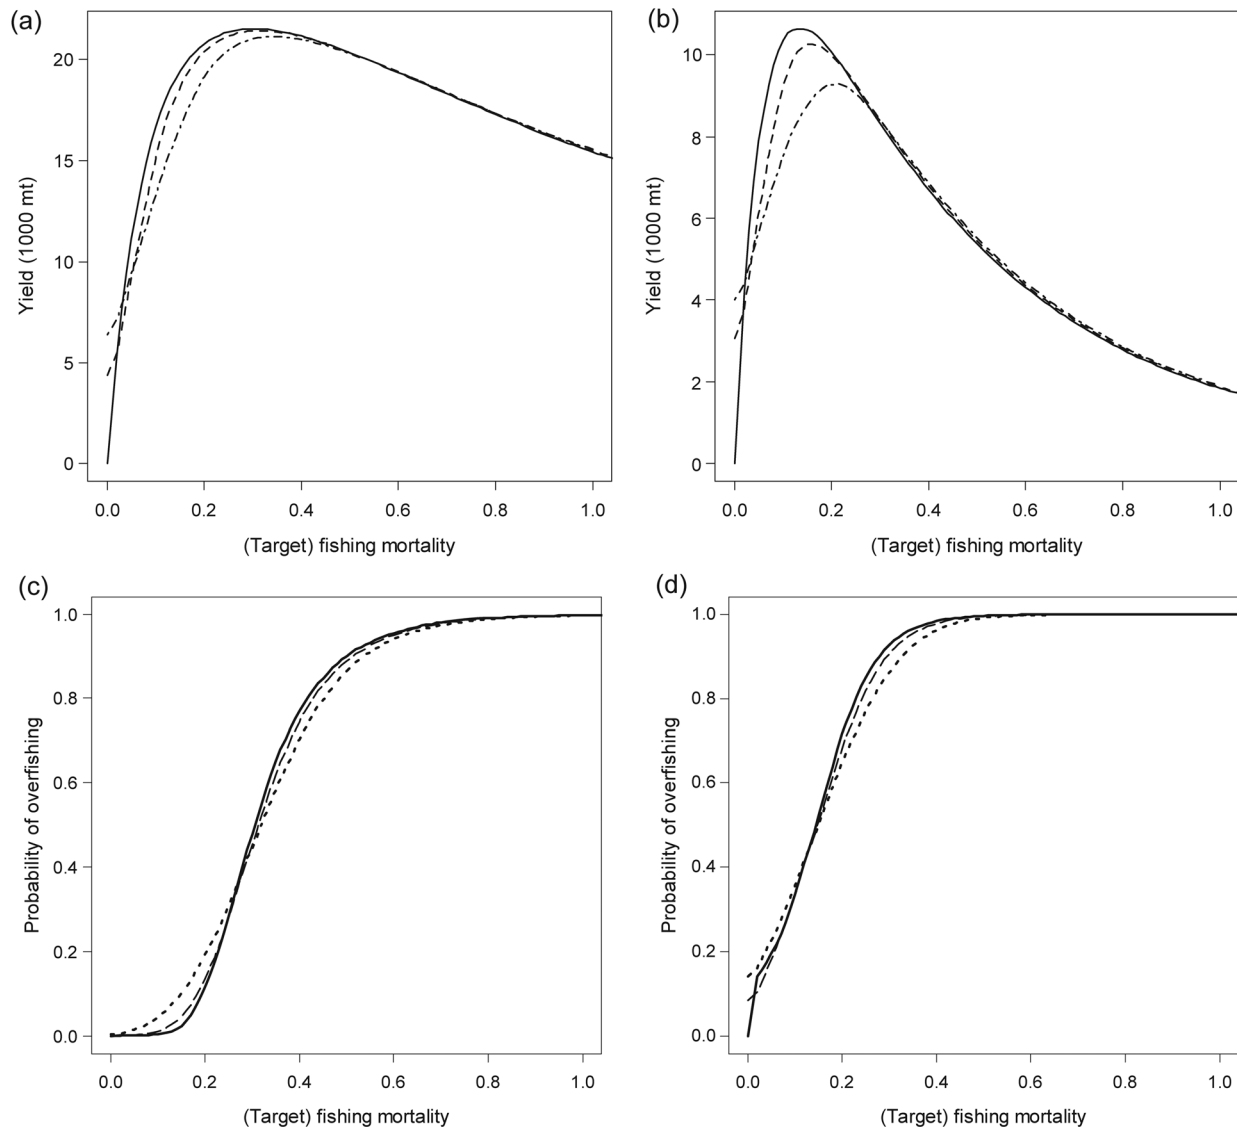 (a)
Yield (1000 mt)
20
15
10
5
0
0.0 0.2 0.4 0.6 0.8 1.0
(Target) fishing mortality
(b)
Yield (1000 mt)
10
8
6
4
2
0
0.0 0.2 0.4 0.6 0.8 1.0
(Target) fishing mortality
(c)
Probability of overfishing
1.0
0.8
0.6
0.4
0.2
0.0
0.0 0.2 0.4 0.6 0.8 1.0
(Target) fishing mortality
(d)
Probability of overfishing
1.0
0.8
0.6
0.4
0.2
0.0
0.0 0.2 0.4 0.6 0.8 1.0
(Target) fishing mortality